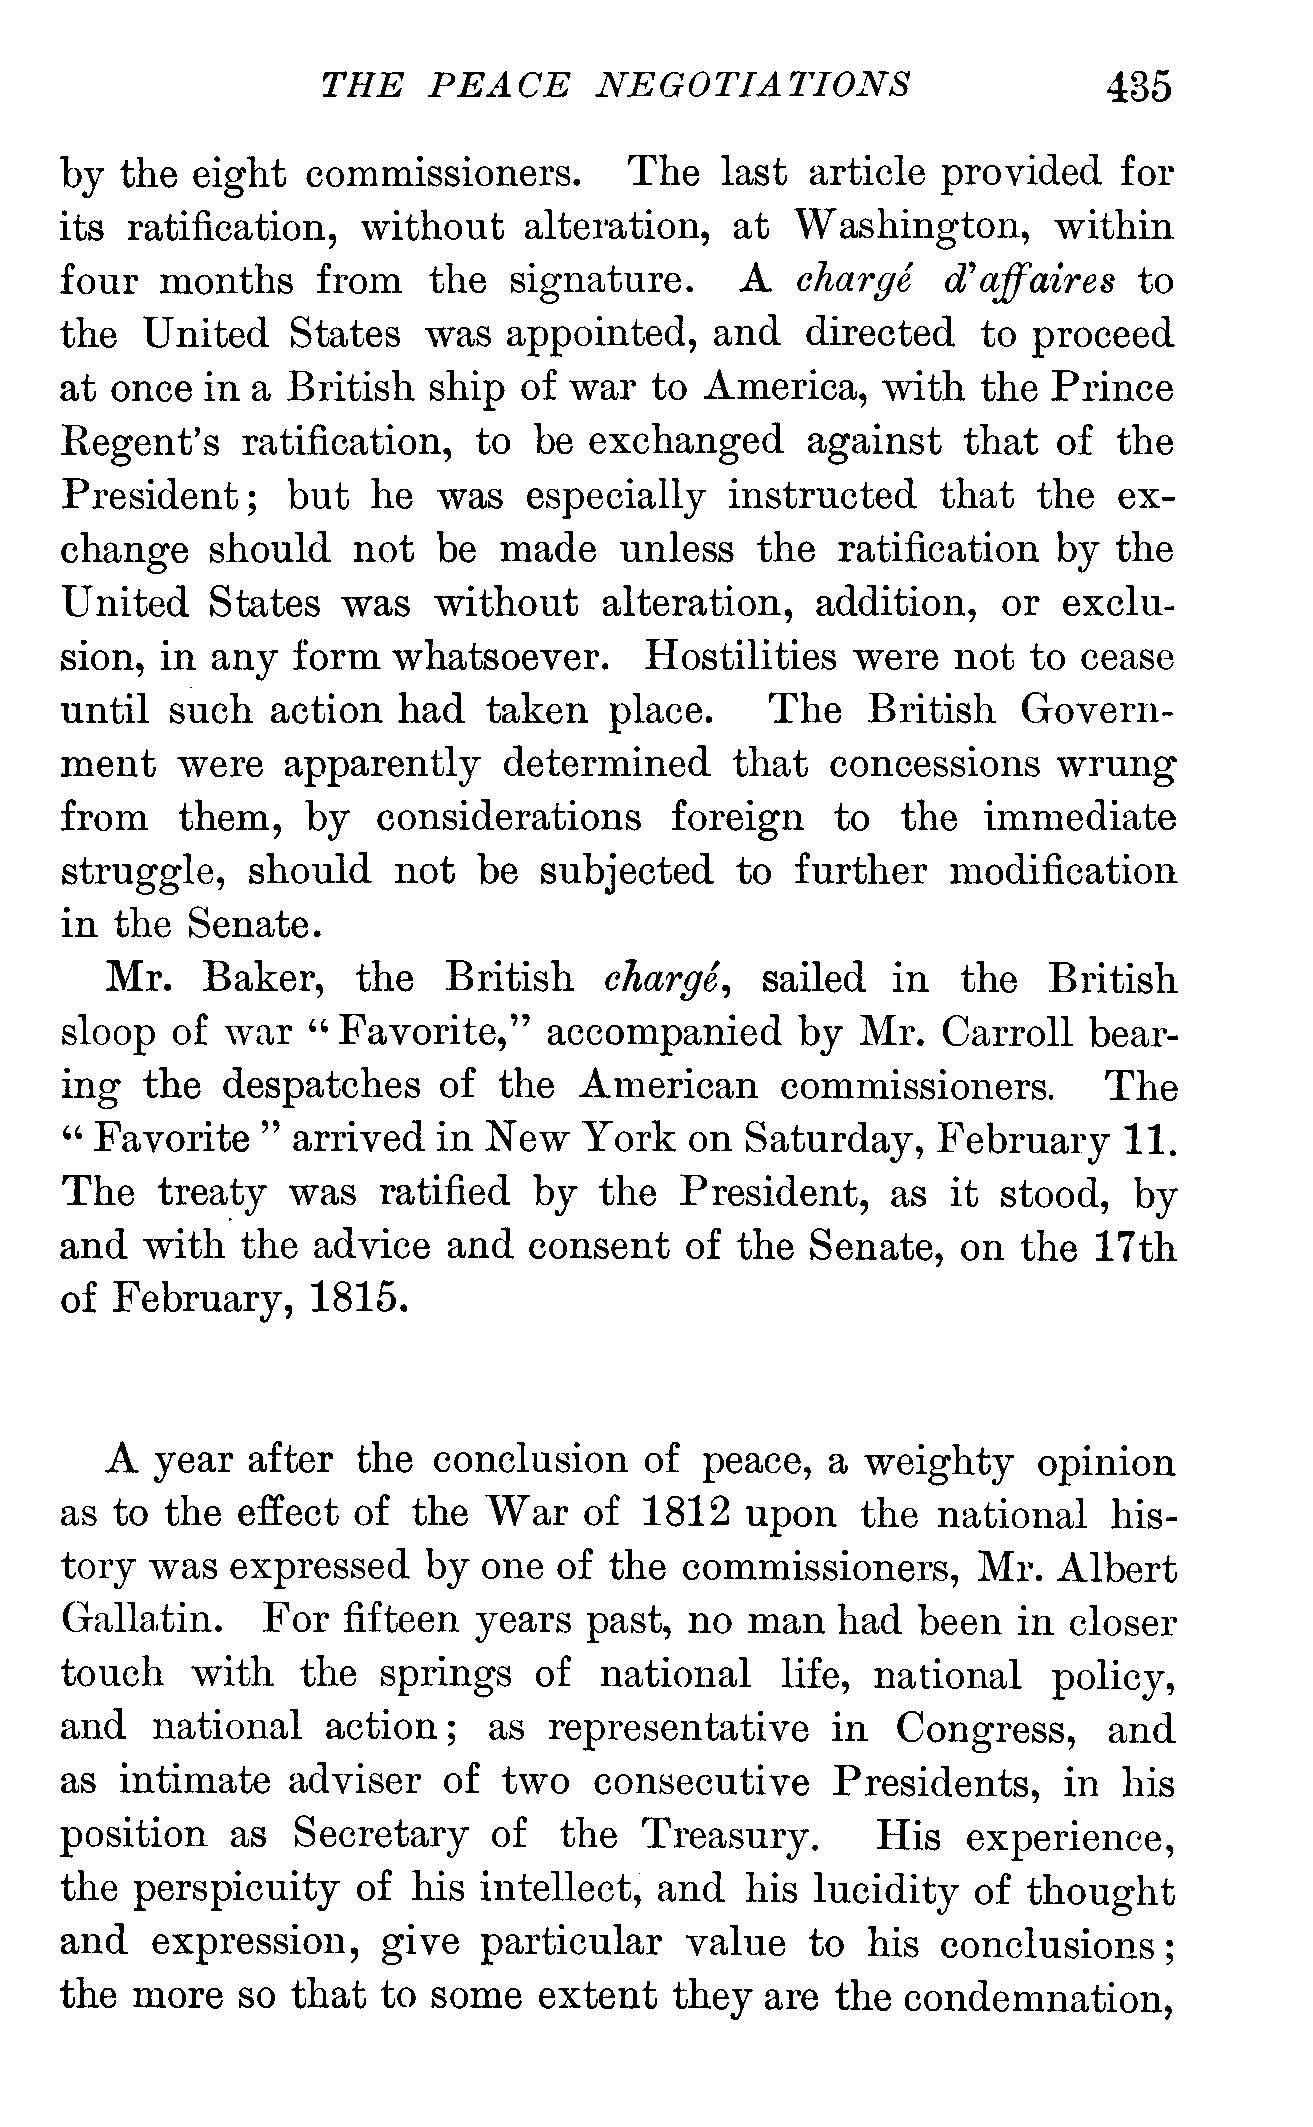 THE PEACE NEGOTIATIONS 435
by the eight commissioners. The last article provided for
its ratification, without alteration, at Washington, within
four months from the signature. A chargé d'affaires to
the United States was appointed, and directed to proceed
at once in a British ship of war to America, with the Prince
Regent's ratification, to be exchanged against that of the
President; but he was especially instructed that the ex-
change should not be made unless the ratification by the
United States was without alteration, addition, or exclu-
sion, in any form whatsoever. Hostilities were not to cease
until such action had taken place. The British Govern-
ment were apparently determined that concessions wrung
from them, by considerations foreign to the immediate
struggle, should not be subjected to further modification
in the Senate.
Mr. Baker, the British chargé, sailed in the British
sloop of war “Favorite,” accompanied by Mr. Carroll bear-
ing the despatches of the American commissioners. The
“Favorite” arrived in New York on Saturday, February 11.
The treaty was ratified by the President, as it stood, by
and with the advice and consent of the Senate, on the 17th
of February, 1815.
A year after the conclusion of peace, a weighty opinion
as to the effect of the War of 1812 upon the national his-
tory was expressed by one of the commissioners, Mr. Albert
Gallatin. For fifteen years past, no man had been in closer
touch with the springs of national life, national policy,
and national action; as representative in Congress, and
as intimate adviser of two consecutive Presidents, in his
position as Secretary of the Treasury. His experience,
the perspicuity of his intellect, and his lucidity of thought
and expression, give particular value to his conclusions;
the more so that to some extent they are the condemnation,